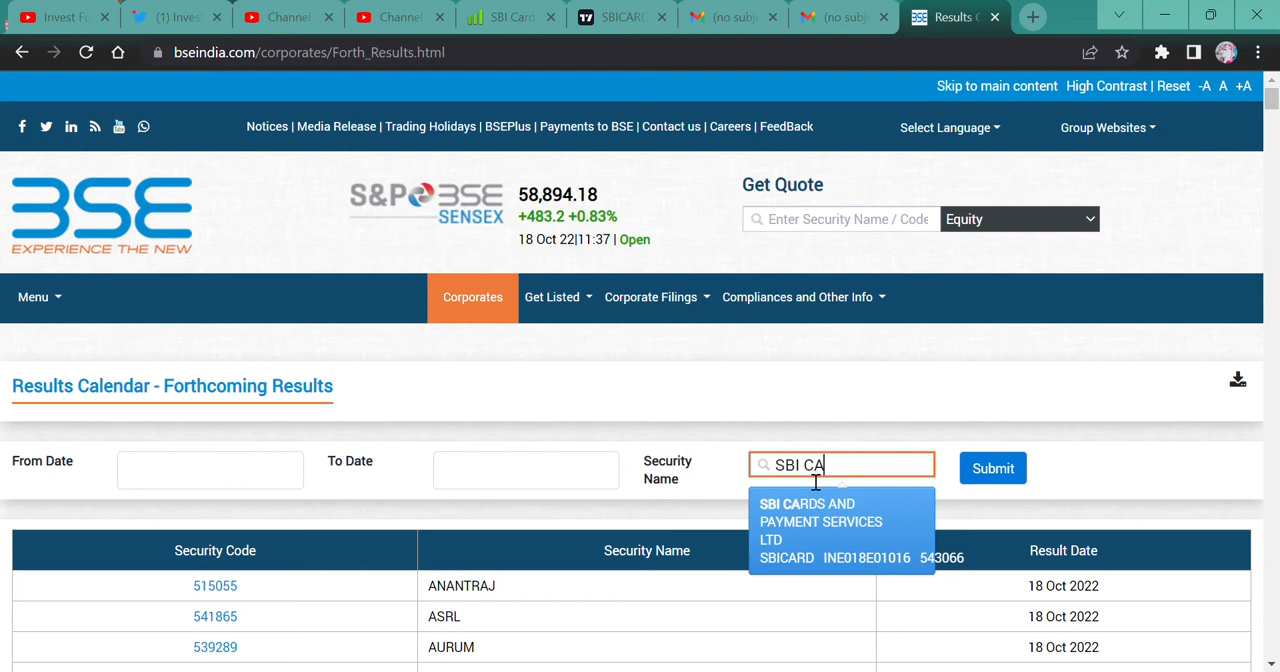 Invest Fo
(1) Invest
Channel
Channel
SBI Card
SBICARD
(no subje
(no subje
Results C
bseindia.com/corporates/Forth_Results.html
Skip to main content High Contrast | Reset -A A +A
Notices | Media Release | Trading Holidays | BSEPlus | Payments to BSE | Contact us | Careers | FeedBack
Select Language
Group Websites
BSE
EXPERIENCE THE NEW
S&P BSE
SENSEX
58,894.18
+483.2 +0.83%
18 Oct 22|11:37 | Open
Get Quote
Enter Security Name / Code
Equity
Menu
Corporates
Get Listed
Corporate Filings
Compliances and Other Info
Results Calendar - Forthcoming Results
From Date
To Date
Security
Name
SBI CA
Submit
SBI CARDS AND
PAYMENT SERVICES
LTD
SBICARD INE018E01016 543066
Security Code Security Name Result Date
515055 ANANTRAJ 18 Oct 2022
541865 ASRL 18 Oct 2022
539289 AURUM 18 Oct 2022